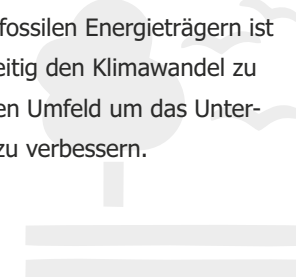 fossilen Energieträgern ist
eitig den Klimawandel zu
en Umfeld um das Unter-
zu verbessern.